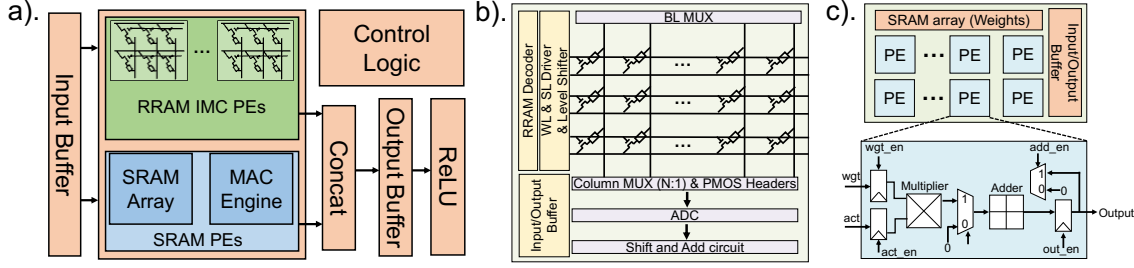 a).
Input Buffer
...
RRAM IMC PEs
SRAM
Array
MAC
Engine
SRAM PEs
Control
Logic
Concat
Output Buffer
ReLU
b).
BL MUX
RRAM Decoder
WL & SL Driver
& Level Shifter
...
...
...
Input/Output
Buffer
Column MUX (N:1) & PMOS Headers
ADC
Shift and Add circuit
c).
SRAM array (Weights)
PE ... PE PE
PE ... PE PE
Input/Output
Buffer
wgt_en
wgt
act
act_en
Multiplier
1
0
0
Adder
add_en
1
0
0
Output
out_en